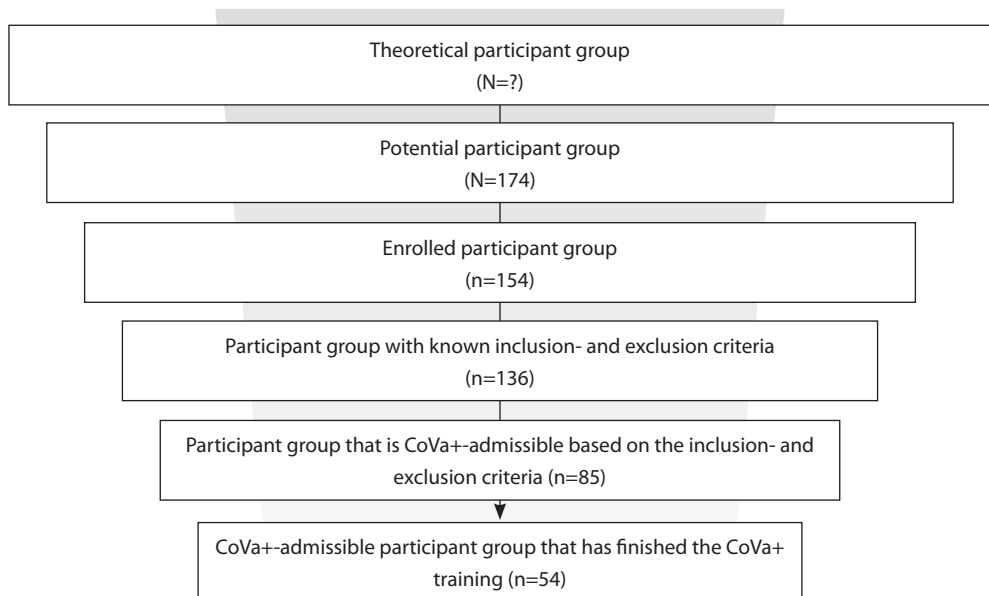 Theoretical participant group
(N=?)
Potential participant group
(N=174)
Enrolled participant group
(n=154)
Participant group with known inclusion- and exclusion criteria
(n=136)
Participant group that is CoVa+-admissible based on the inclusion- and
exclusion criteria (n=85)
CoVa+-admissible participant group that has finished the CoVa+
training (n=54)